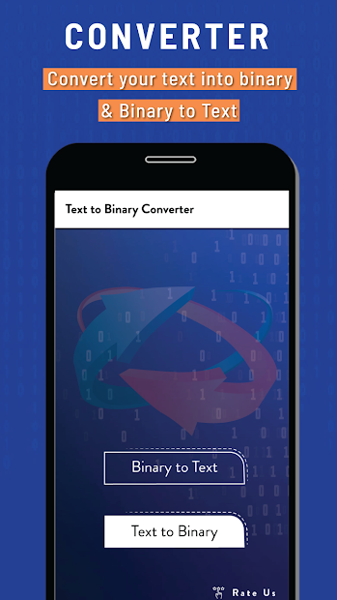 CONVERTER
Convert your text into binary
& Binary to Text
Text to Binary Converter
Binary to Text
Text to Binary
Rate Us